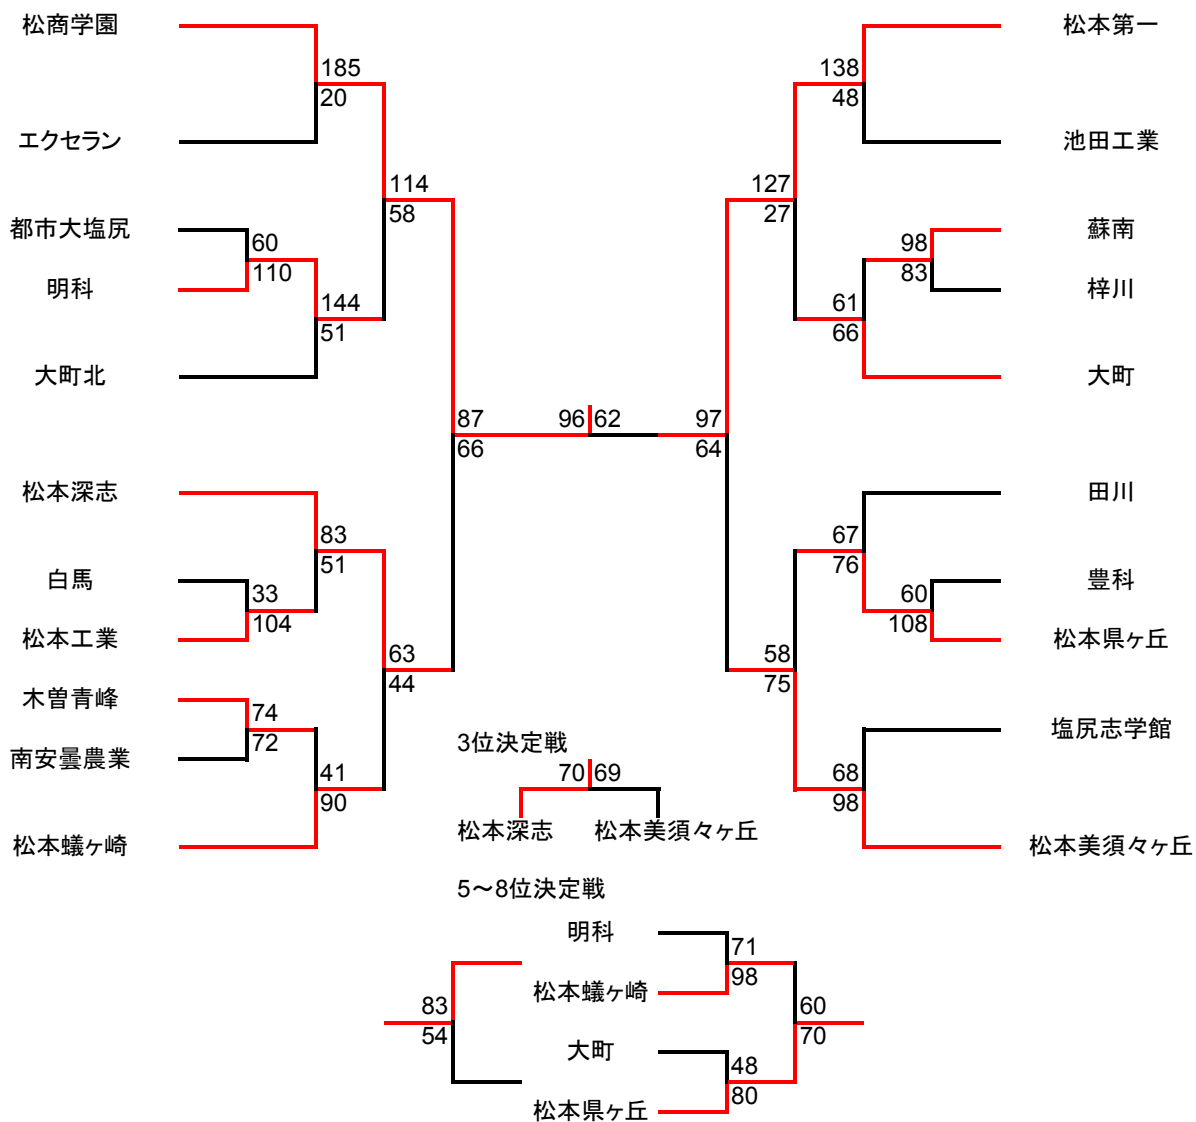 松商学園
松本第一
185
138
20
48
エクセラン
池田工業
114
127
58
27
都市大塩尻
蘇南
60
98
110
83
明科
梓川
144
61
51
66
大町北
大町
87
96
62
97
66
64
松本深志
田川
83
67
51
76
白馬
豊科
33
60
104
108
松本工業
松本県ヶ丘
63
58
44
75
木曽青峰
74
塩尻志学館
72
南安曇農業
3位決定戦
41
70
69
68
90
98
松本深志
松本美須々ヶ丘
松本蟻ヶ崎
松本美須々ヶ丘
5～8位決定戦
明科
71
98
松本蟻ヶ崎
83
60
54
70
大町
48
80
松本県ヶ丘